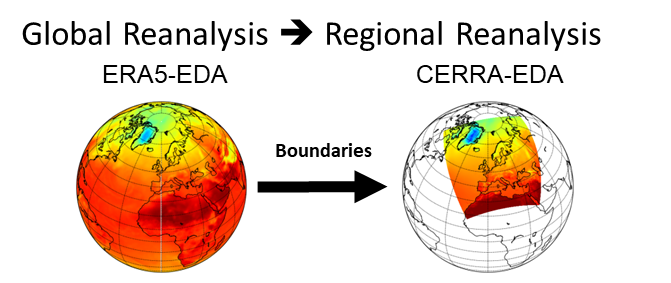 Global Reanalysis ➔ Regional Reanalysis
ERA5-EDA
CERRA-EDA
Boundaries